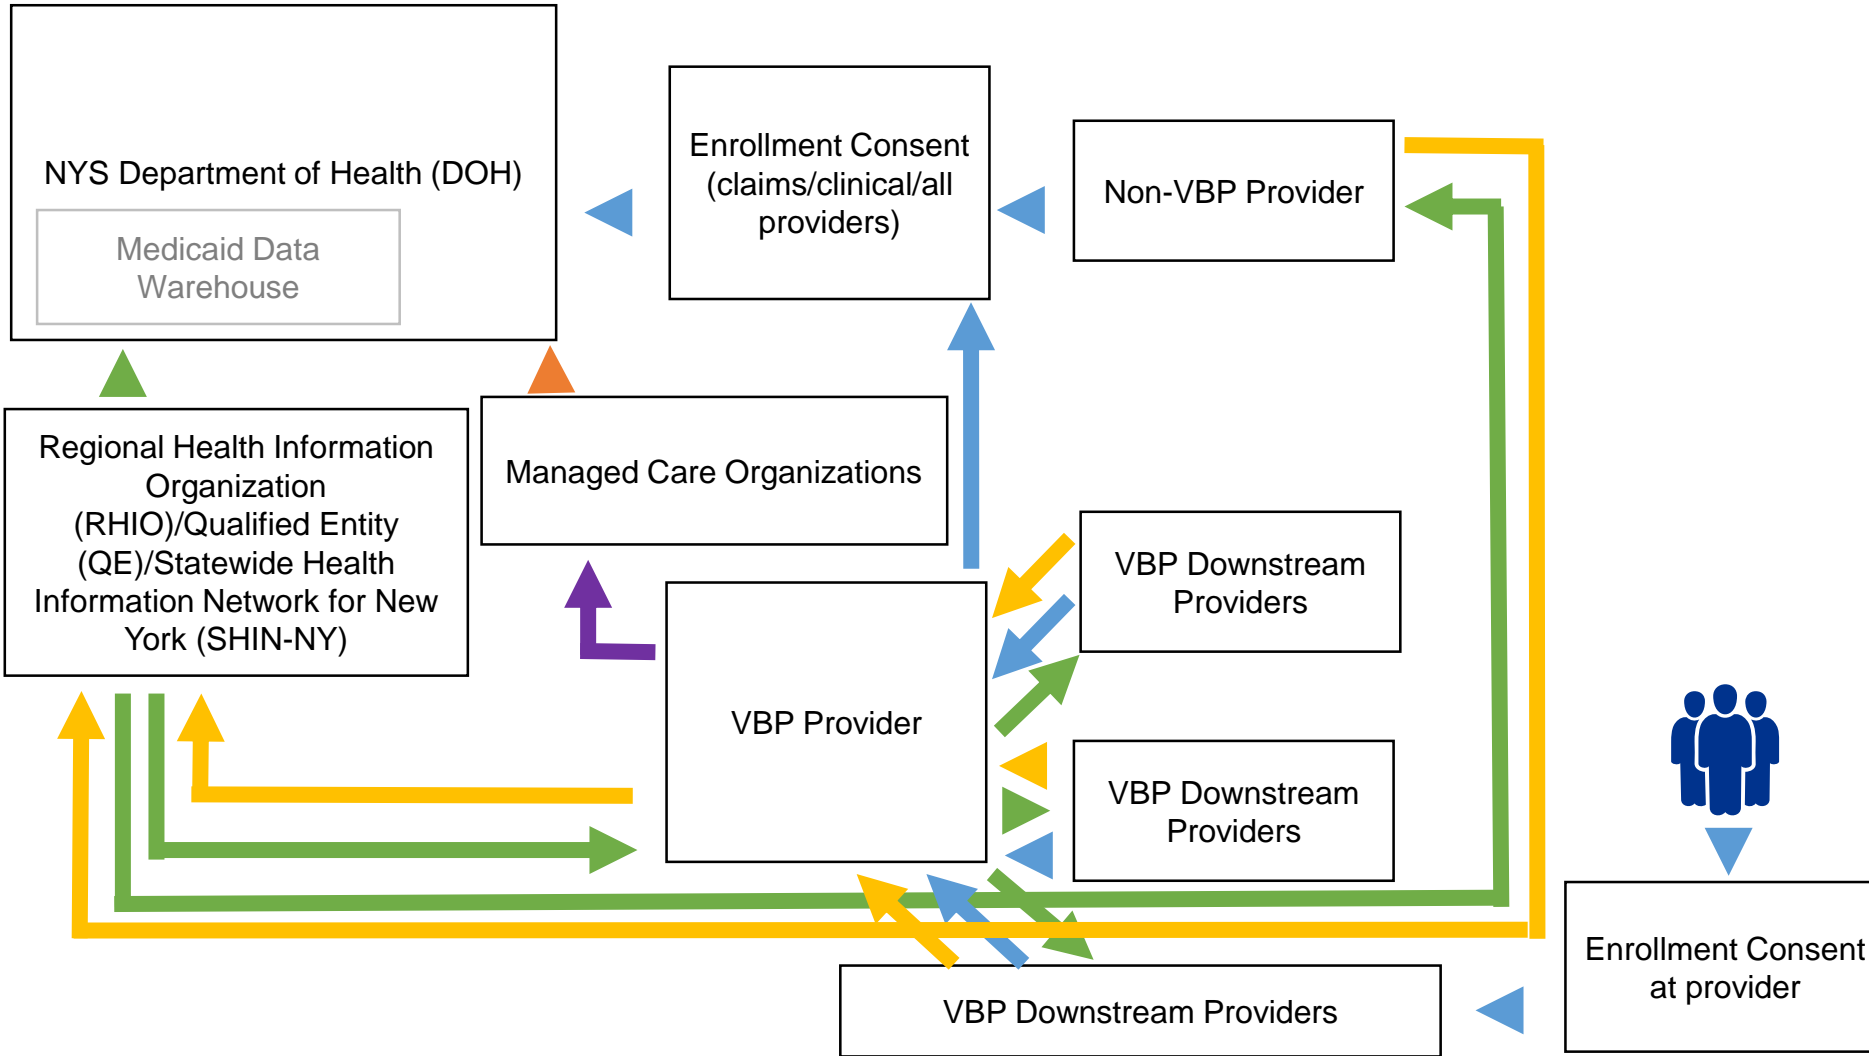 NYS Department of Health (DOH)
Medicaid Data
Warehouse
Enrollment Consent
(claims/clinical/all
providers)
Non-VBP Provider
Regional Health Information
Organization
(RHIO)/Qualified Entity
(QE)/Statewide Health
Information Network for New
York (SHIN-NY)
Managed Care Organizations
VBP Provider
VBP Downstream
Providers
VBP Downstream
Providers
VBP Downstream Providers
Enrollment Consent
at provider